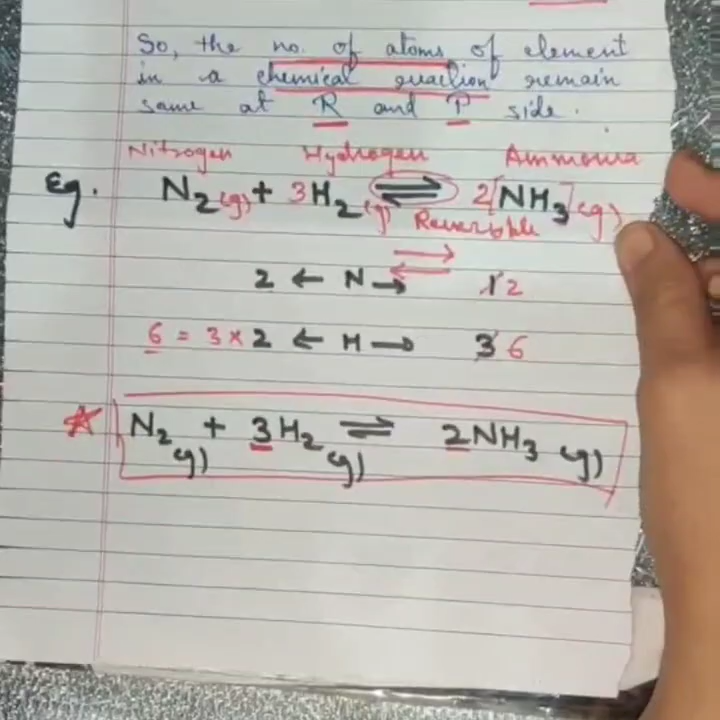 So, the no. of atoms of element
in a chemical reaction remain
same at R and P side.
Nitrogen Hydrogen Ammonia
Eg. N2(g) + 3H2(g) ⇌ 2[NH3](g)
Reversible
2 ← N → 1 2
6 = 3 × 2 ← H → 3 6
N2(g) + 3H2(g) ⇌ 2NH3(g)